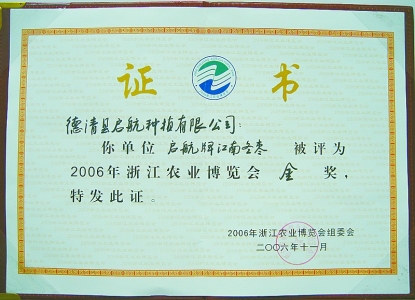 证书
德清县启航种植有限公司:
你单位 启航牌江南冬枣 被评为
2006年浙江农业博览会 金 奖,
特发此证。
2006年浙江农业博览会组委会
二〇〇六年十一月